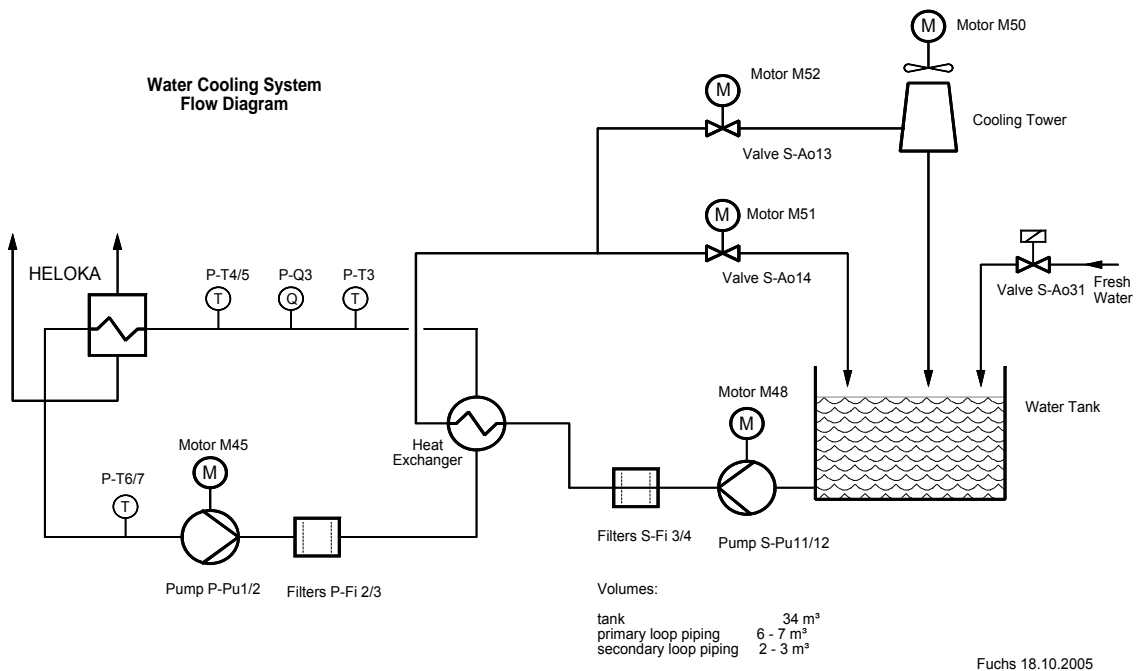 Water Cooling System
Flow Diagram
M
Motor M50
Motor M52
M
Cooling Tower
Valve S-Ao13
M
Motor M51
Valve S-Ao14
Valve S-Ao31
Fresh
Water
HELOKA
P-T4/5
P-Q3
P-T3
T
Q
T
Motor M48
M
Water Tank
Heat
Exchanger
Motor M45
M
P-T6/7
T
Filters S-Fi 3/4
Pump S-Pu11/12
Pump P-Pu1/2
Filters P-Fi 2/3
Volumes:
tank 34 m³
primary loop piping 6 - 7 m³
secondary loop piping 2 - 3 m³
Fuchs 18.10.2005